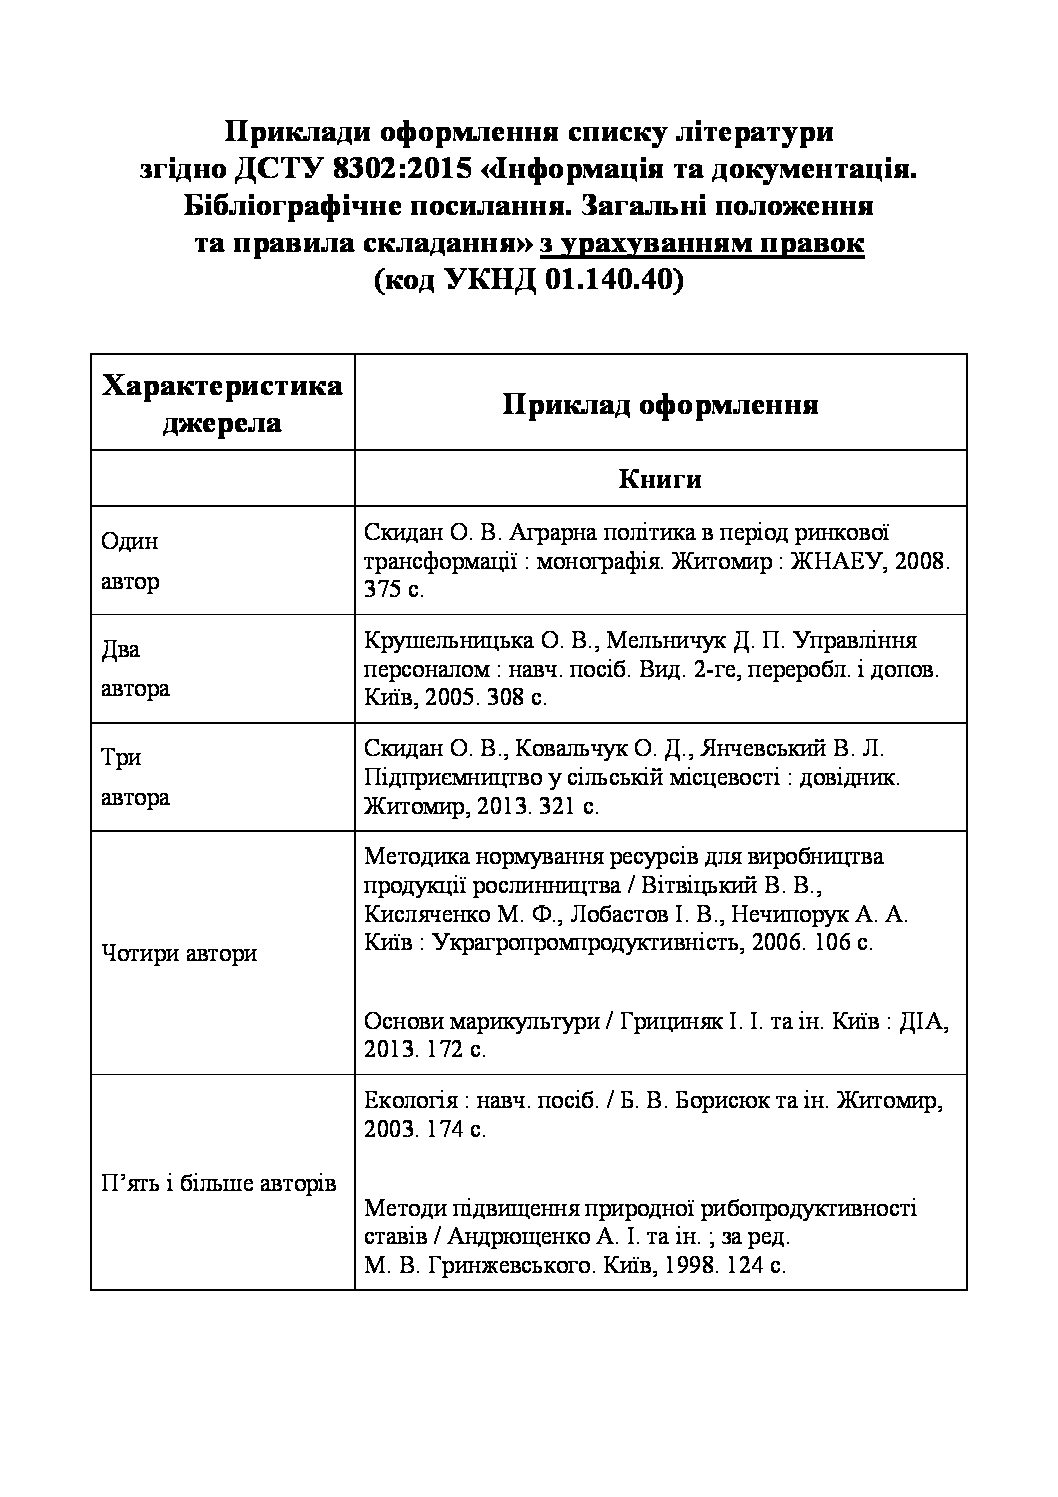 Приклади оформлення списку літератури
згідно ДСТУ 8302:2015 «Інформація та документація.
Бібліографічне посилання. Загальні положення
та правила складання» з урахуванням правок
(код УКНД 01.140.40)
Характеристика
джерела
Приклад оформлення
Книги
Один
автор
Скидан О. В. Аграрна політика в період ринкової
трансформації : монографія. Житомир : ЖНАЕУ, 2008.
375 с.
Два
автора
Крушельницька О. В., Мельничук Д. П. Управління
персоналом : навч. посіб. Вид. 2-ге, переробл. і допов.
Київ, 2005. 308 с.
Три
автора
Скидан О. В., Ковальчук О. Д., Янчевський В. Л.
Підприємництво у сільській місцевості : довідник.
Житомир, 2013. 321 с.
Чотири автори
Методика нормування ресурсів для виробництва
продукції рослинництва / Вітвіцький В. В.,
Кисляченко М. Ф., Лобастов І. В., Нечипорук А. А.
Київ : Украгропромпродуктивність, 2006. 106 с.
Основи марикультури / Грициняк І. І. та ін. Київ : ДІА,
2013. 172 с.
П’ять і більше авторів
Екологія : навч. посіб. / Б. В. Борисюк та ін. Житомир,
2003. 174 с.
Методи підвищення природної рибопродуктивності
ставів / Андрющенко А. І. та ін. ; за ред.
М. В. Гринжевського. Київ, 1998. 124 с.